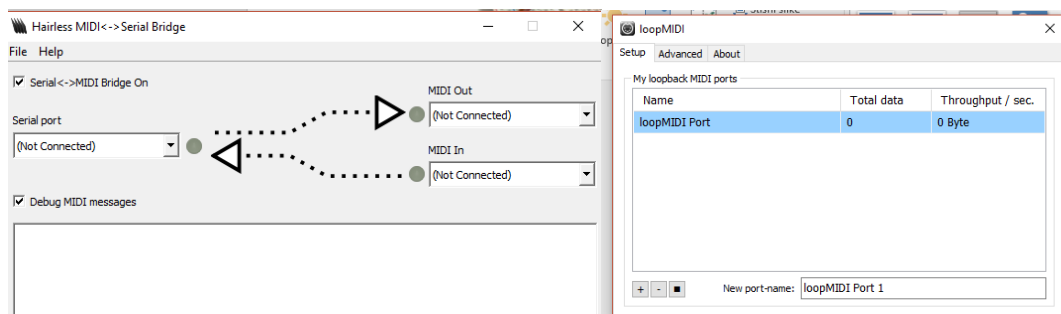 Hairless MIDI<->Serial Bridge
File Help
Serial<->MIDI Bridge On
MIDI Out
(Not Connected)
Serial port
(Not Connected)
MIDI In
(Not Connected)
Debug MIDI messages
loopMIDI
Setup Advanced About
My loopback MIDI ports
Name Total data Throughput / sec.
loopMIDI Port 0 0 Byte
+ - ■ New port-name: loopMIDI Port 1